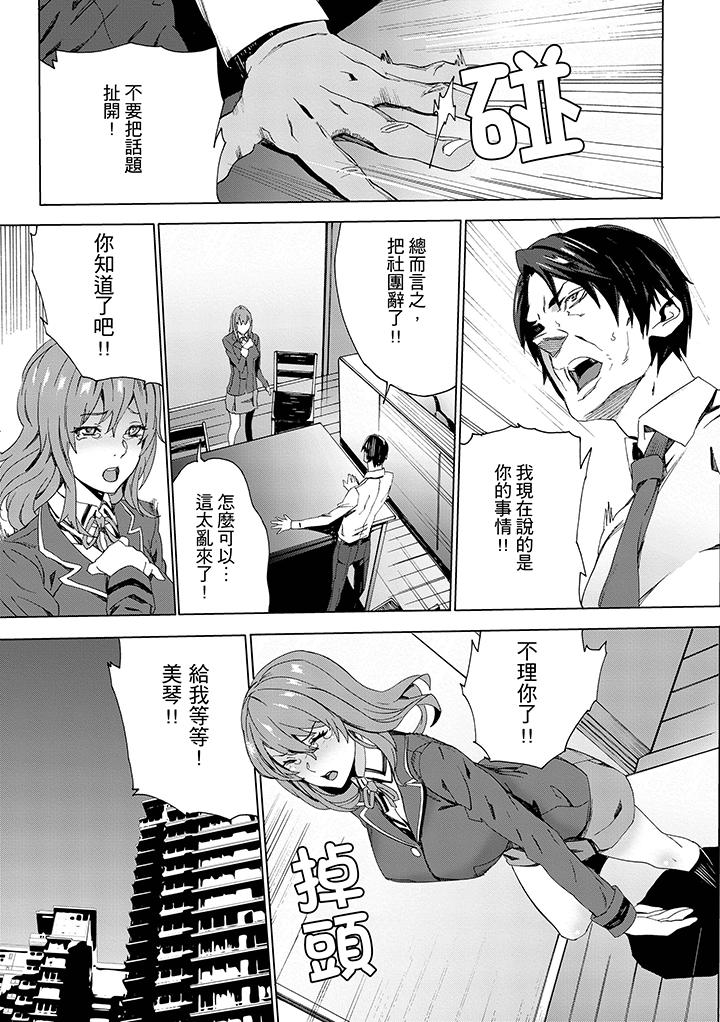 碰
不要把話題
扯開！
我現在說的是
你的事情!!
總而言之，
把社團辭了!!
怎麼可以…
這太亂來了！
你知道了吧!!
不理你了!!
掉頭
給我等等！
美琴!!